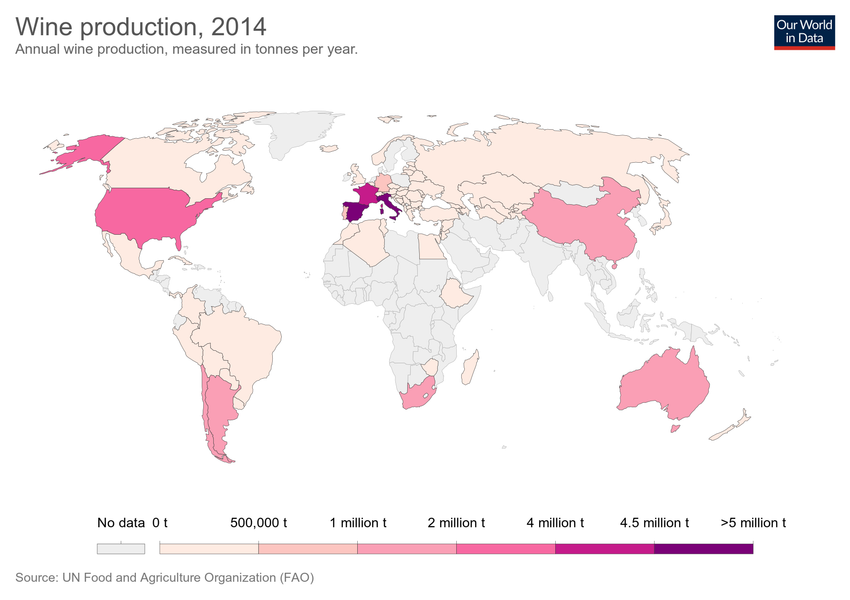 Wine production, 2014
Annual wine production, measured in tonnes per year.
Our World
in Data
No data 0 t 500,000 t 1 million t 2 million t 4 million t 4.5 million t >5 million t
Source: UN Food and Agriculture Organization (FAO)